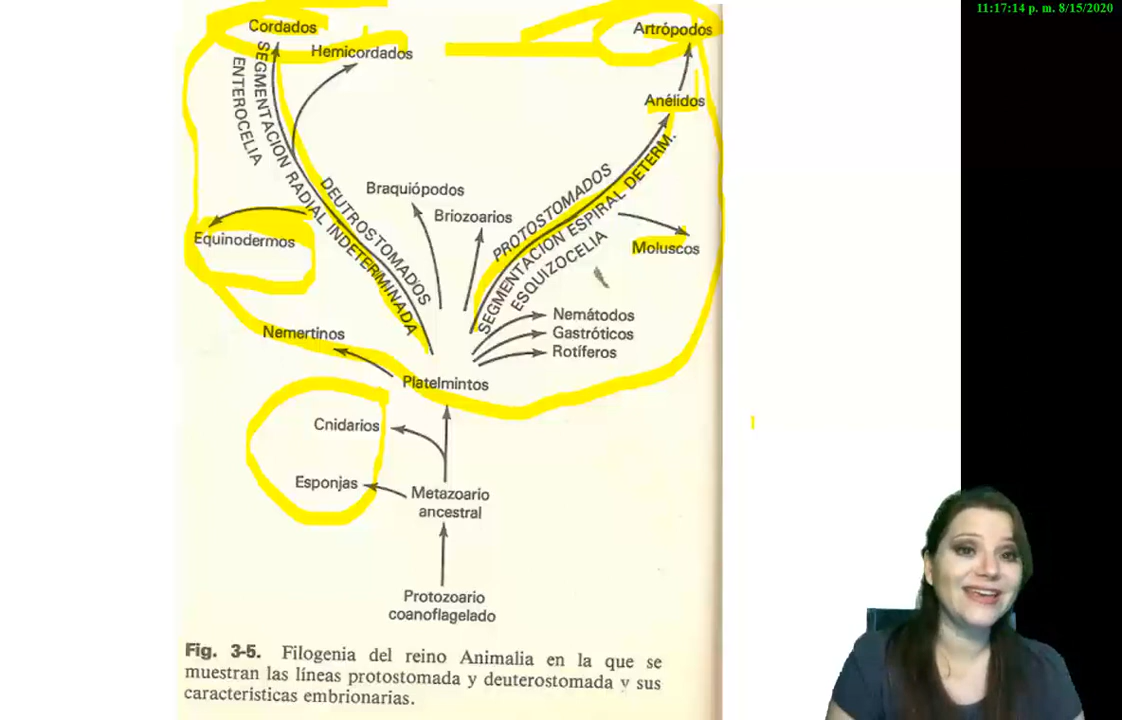 11:17:14 p. m. 8/15/2020
Cordados
Hemicordados
Artrópodos
Anélidos
SEGMENTACION RADIAL INDETERMINADA
ENTEROCELIA
DEUTROSTOMADOS
Braquiópodos
Briozoarios
PROTOSTOMADOS
SEGMENTACION ESPIRAL DETERM.
ESQUIZOCELIA
Equinodermos
Moluscos
Nemátodos
Gastróticos
Rotíferos
Nemertinos
Platelmintos
Cnidarios
Esponjas
Metazoario
ancestral
Protozoario
coanoflagelado
Fig. 3-5. Filogenia del reino Animalia en la que se
muestran las líneas protostomada y deuterostomada y sus
características embrionarias.